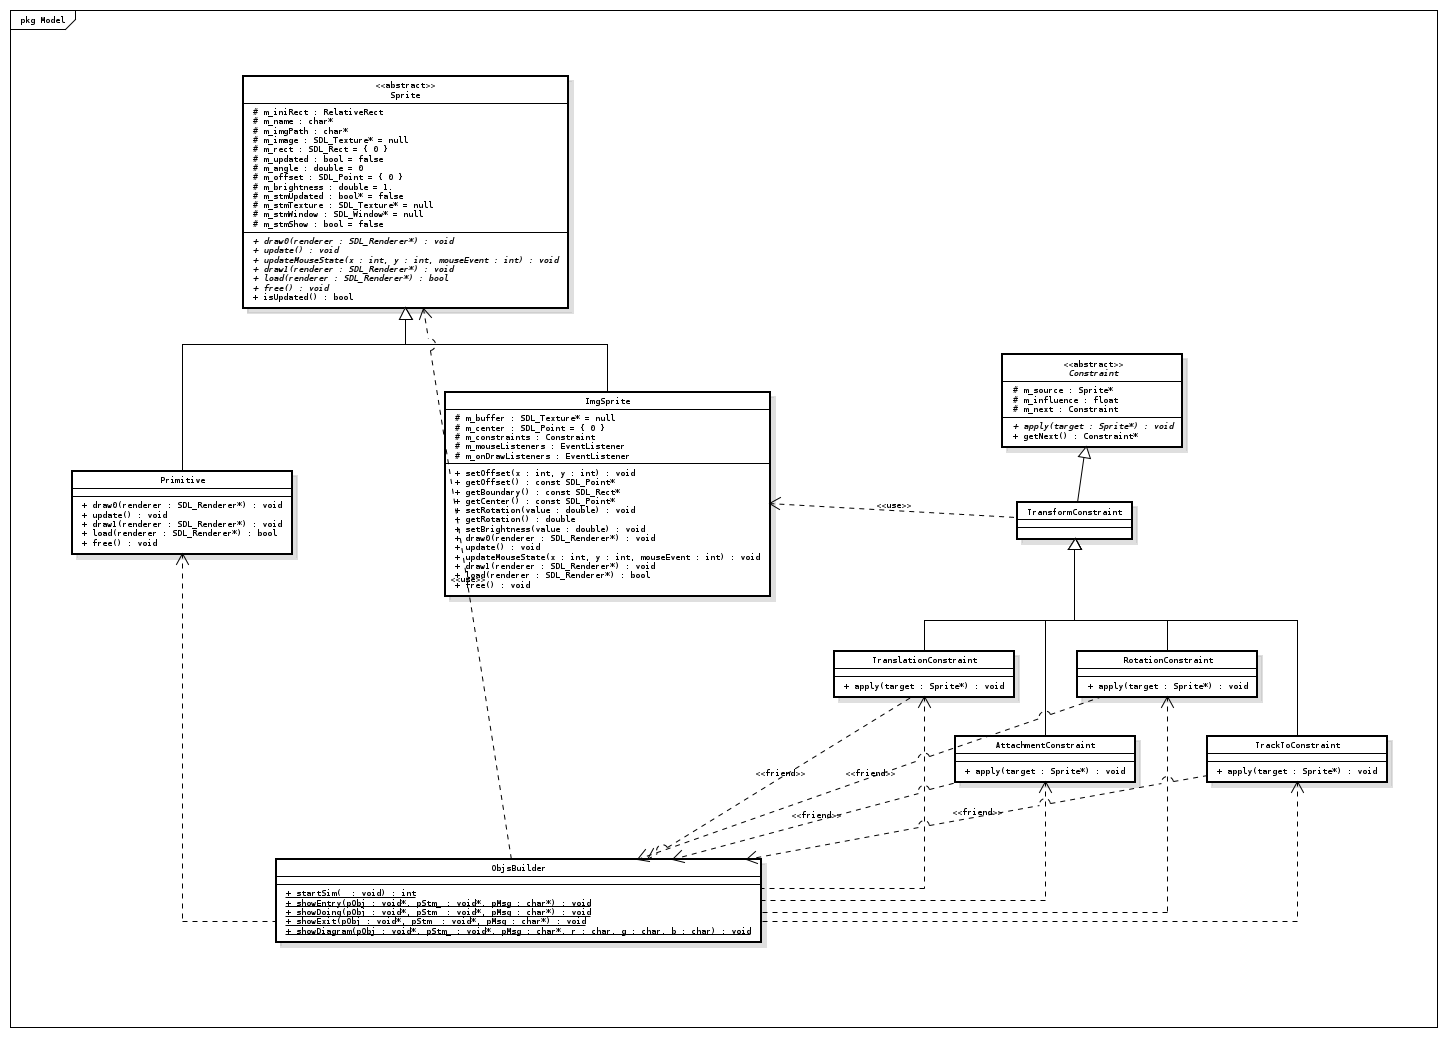 pkg Model
<<abstract>>
Sprite
# m_iniRect : RelativeRect
# m_name : char*
# m_imgPath : char*
# m_image : SDL_Texture* = null
# m_rect : SDL_Rect = { 0 }
# m_updated : bool = false
# m_angle : double = 0
# m_offset : SDL_Point = { 0 }
# m_brightness : double = 1.
# m_stmUpdated : bool* = false
# m_stmTexture : SDL_Texture* = null
# m_stmWindow : SDL_Window* = null
# m_stmShow : bool = false
+ draw0(renderer : SDL_Renderer*) : void
+ update() : void
+ updateMouseState(x : int, y : int, mouseEvent : int) : void
+ draw1(renderer : SDL_Renderer*) : void
+ load(renderer : SDL_Renderer*) : bool
+ free() : void
+ isUpdated() : bool
<<abstract>>
Constraint
# m_source : Sprite*
# m_influence : float
# m_next : Constraint
+ apply(target : Sprite*) : void
+ getNext() : Constraint*
ImgSprite
# m_buffer : SDL_Texture* = null
# m_center : SDL_Point = { 0 }
# m_constraints : Constraint
# m_mouseListeners : EventListener
# m_onDrawListeners : EventListener
+ setOffset(x : int, y : int) : void
+ getOffset() : const SDL_Point*
+ getBoundary() : const SDL_Rect*
+ getCenter() : const SDL_Point*
+ setRotation(value : double) : void
+ getRotation() : double
+ setBrightness(value : double) : void
+ draw0(renderer : SDL_Renderer*) : void
+ update() : void
+ updateMouseState(x : int, y : int, mouseEvent : int) : void
+ draw1(renderer : SDL_Renderer*) : void
+ load(renderer : SDL_Renderer*) : bool
+ free() : void
<<use>>
Primitive
+ draw0(renderer : SDL_Renderer*) : void
+ update() : void
+ draw1(renderer : SDL_Renderer*) : void
+ load(renderer : SDL_Renderer*) : bool
+ free() : void
<<use>>
TransformConstraint
TranslationConstraint
+ apply(target : Sprite*) : void
RotationConstraint
+ apply(target : Sprite*) : void
AttachmentConstraint
+ apply(target : Sprite*) : void
TrackToConstraint
+ apply(target : Sprite*) : void
<<friend>>
<<friend>>
<<friend>>
<<friend>>
ObjsBuilder
+ startSim(_ : void) : int
+ showEntry(pObj : void*, pStm_ : void*, pMsg : char*) : void
+ showDoing(pObj : void*, pStm_ : void*, pMsg : char*) : void
+ showExit(pObj : void*, pStm_ : void*, pMsg : char*) : void
+ showDiagram(pObj : void*, pStm_ : void*, pMsg : char*, r : char, g : char, b : char) : void